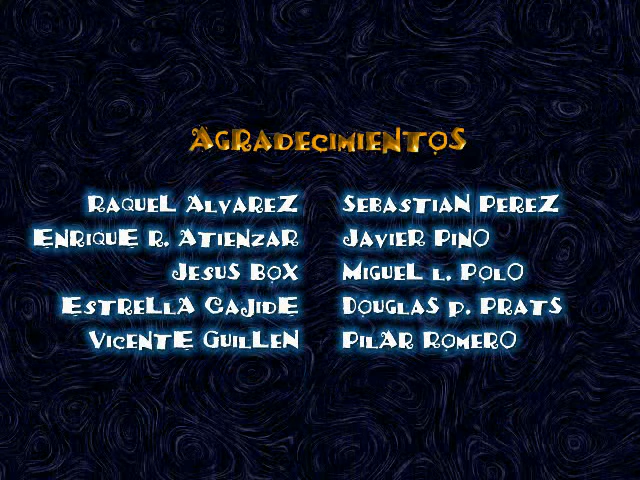 Agradecimientos
Raquel Alvarez
Enrique R. Atienzar
Jesus Box
Estrella Cajide
Vicente Guillen
Sebastian Perez
Javier Pino
Miguel L. Polo
Douglas P. Prats
Pilar Romero